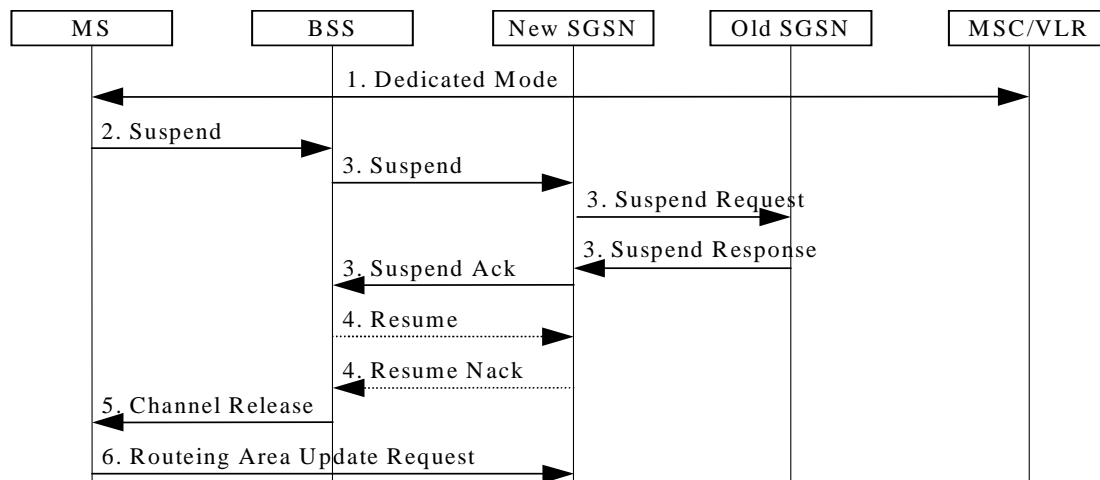 MS BSS New SGSN Old SGSN MSC/VLR
1. Dedicated Mode
2. Suspend
3. Suspend
3. Suspend Request
3. Suspend Response
3. Suspend Ack
4. Resume
4. Resume Nack
5. Channel Release
6. Routeing Area Update Request